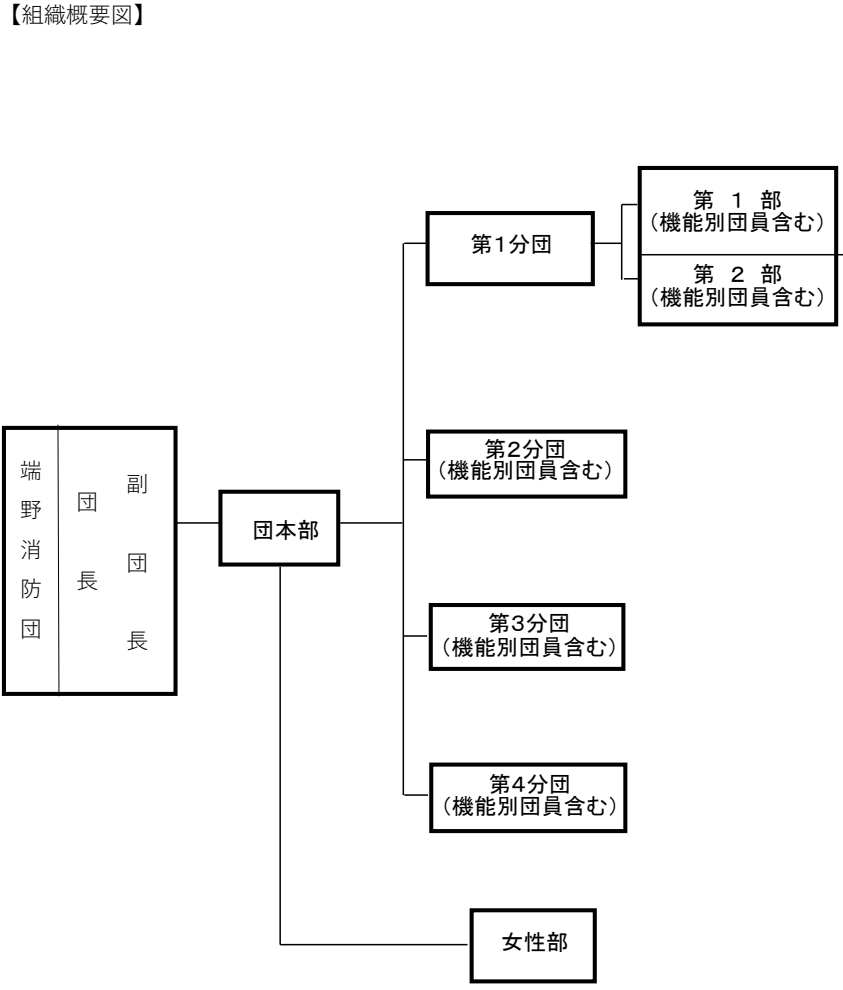 【組織概要図】
第 1 部
（機能別団員含む）
第1分団
第 2 部
（機能別団員含む）
第2分団
（機能別団員含む）
端野消防団
団長
副団長
団本部
第3分団
（機能別団員含む）
第4分団
（機能別団員含む）
女性部